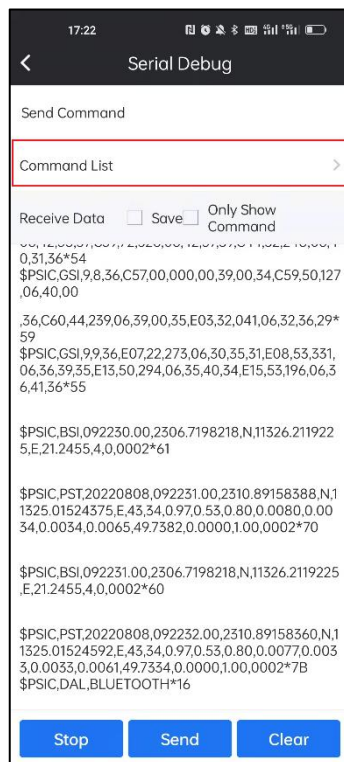 17:22
Serial Debug
Send Command
Command List
Receive Data Save Only Show
Command
0,31,36*54
$PSIC,GSI,9,8,36,C57,00,000,00,39,00,34,C59,50,127
,06,40,00
,36,C60,44,239,06,39,00,35,E03,32,041,06,32,36,29*
59
$PSIC,GSI,9,9,36,E07,22,273,06,30,35,31,E08,53,331,
06,36,39,35,E13,50,294,06,35,40,34,E15,53,196,06,3
6,41,36*55
$PSIC,BSI,092230.00,2306.7198218,N,11326.211922
5,E,21.2455,4,0,0002*61
$PSIC,PST,20220808,092231.00,2310.89158388,N,1
1325.01524375,E,43,34,0.97,0.53,0.80,0.0080,0.00
34,0.0034,0.0065,49.7382,0.0000,1.00,0002*70
$PSIC,BSI,092231.00,2306.7198218,N,11326.2119225
,E,21.2455,4,0,0002*60
$PSIC,PST,20220808,092232.00,2310.89158360,N,1
1325.01524592,E,43,34,0.97,0.53,0.80,0.0077,0.003
3,0.0033,0.0061,49.7334,0.0000,1.00,0002*7B
$PSIC,DAL,BLUETOOTH*16
Stop Send Clear